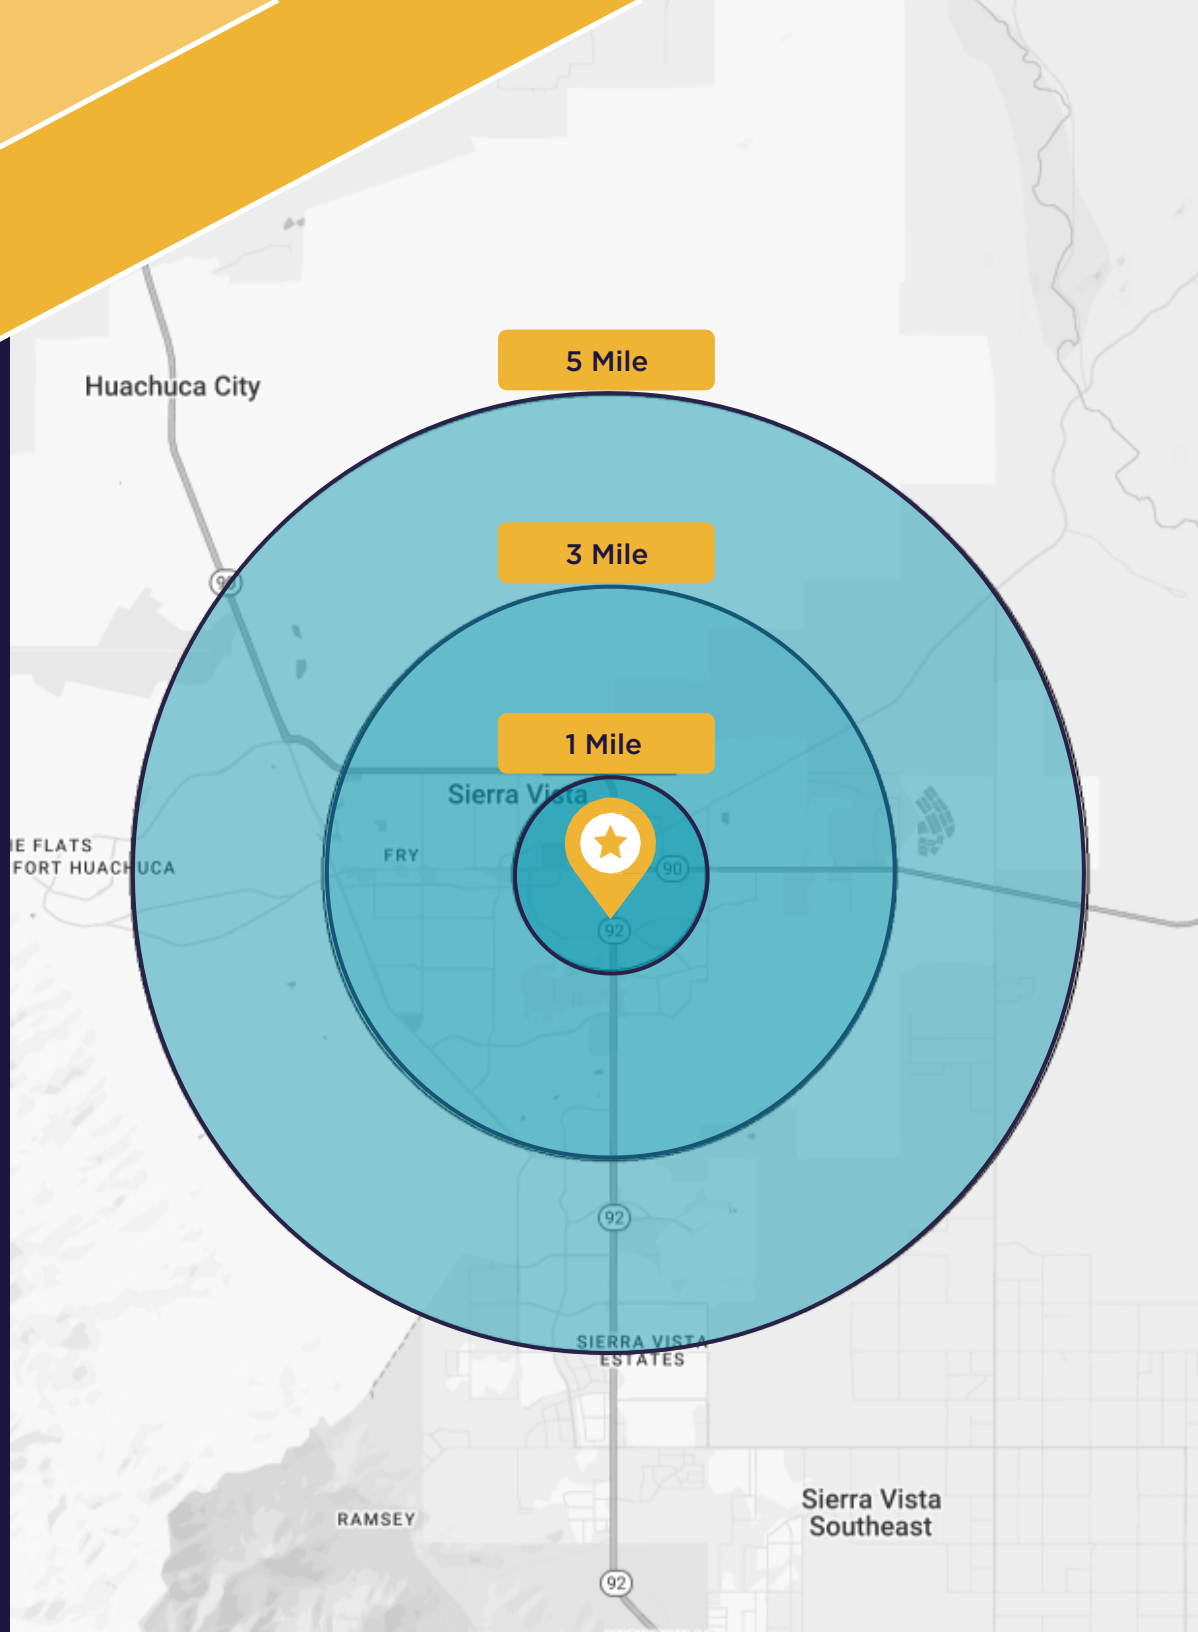 5 Mile
Huachuca City
3 Mile
90
1 Mile
Sierra Vista
FORT HUACHUCA
FLATS
FRY
90
92
92
SIERRA VISTA
ESTATES
Sierra Vista
Southeast
RAMSEY
92